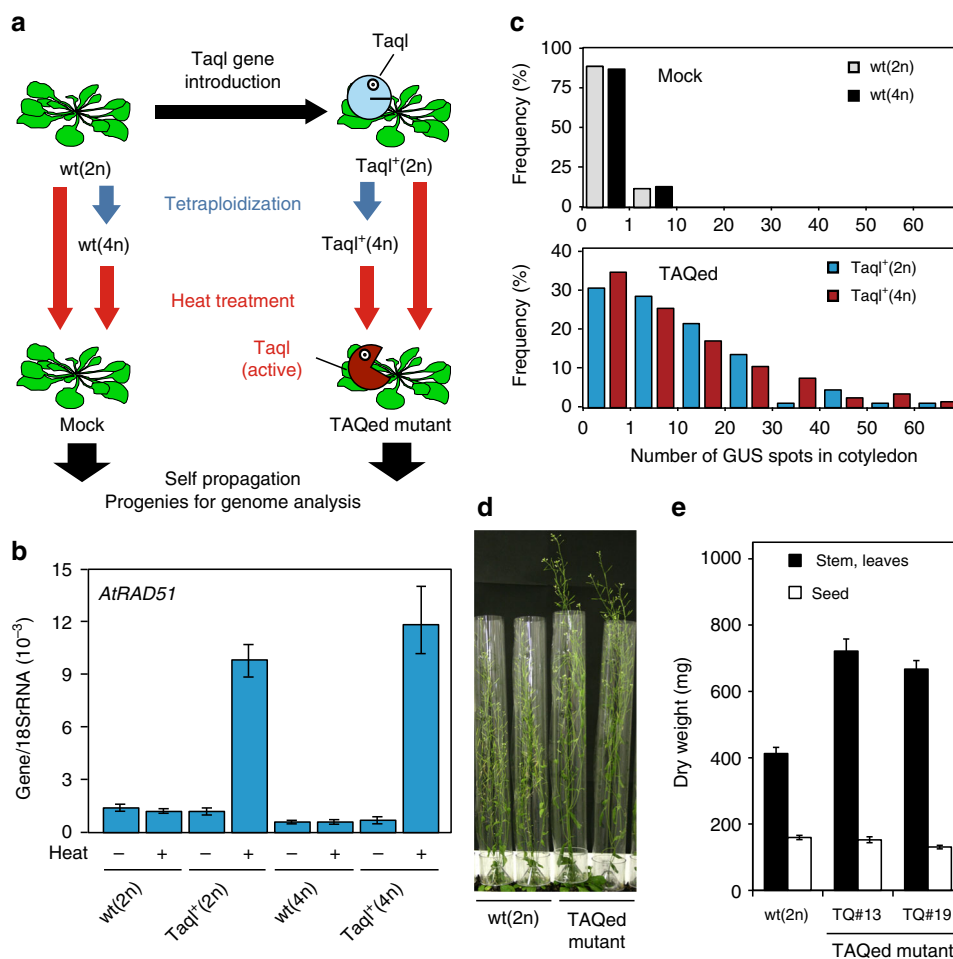 a
TaqI
TaqI gene
introduction
wt(2n)
TaqI⁺(2n)
Tetraploidization
wt(4n)
TaqI⁺(4n)
Heat treatment
TaqI
(active)
Mock
TAQed mutant
Self propagation
Progenies for genome analysis
b
AtRAD51
Gene/18SrRNA (10⁻³)
15
12
9
6
3
0
Heat − + − + − + − +
wt(2n)
TaqI⁺(2n)
wt(4n)
TaqI⁺(4n)
c
Mock
wt(2n)
wt(4n)
Frequency (%)
100
75
50
25
0
0 1 10 20 30 40 50 60
TAQed
TaqI⁺(2n)
TaqI⁺(4n)
Frequency (%)
40
30
20
10
0
0 1 10 20 30 40 50 60
Number of GUS spots in cotyledon
d
wt(2n)
TAQed
mutant
e
Stem, leaves
Seed
Dry weight (mg)
1000
800
600
400
200
0
wt(2n) TQ#13 TQ#19
TAQed mutant